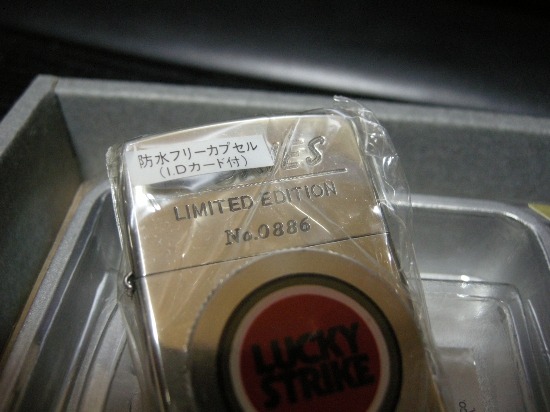 防水フリーカプセル
(I.Dカード付)
LIMITED EDITION
No.0886
LUCKY
STRIKE